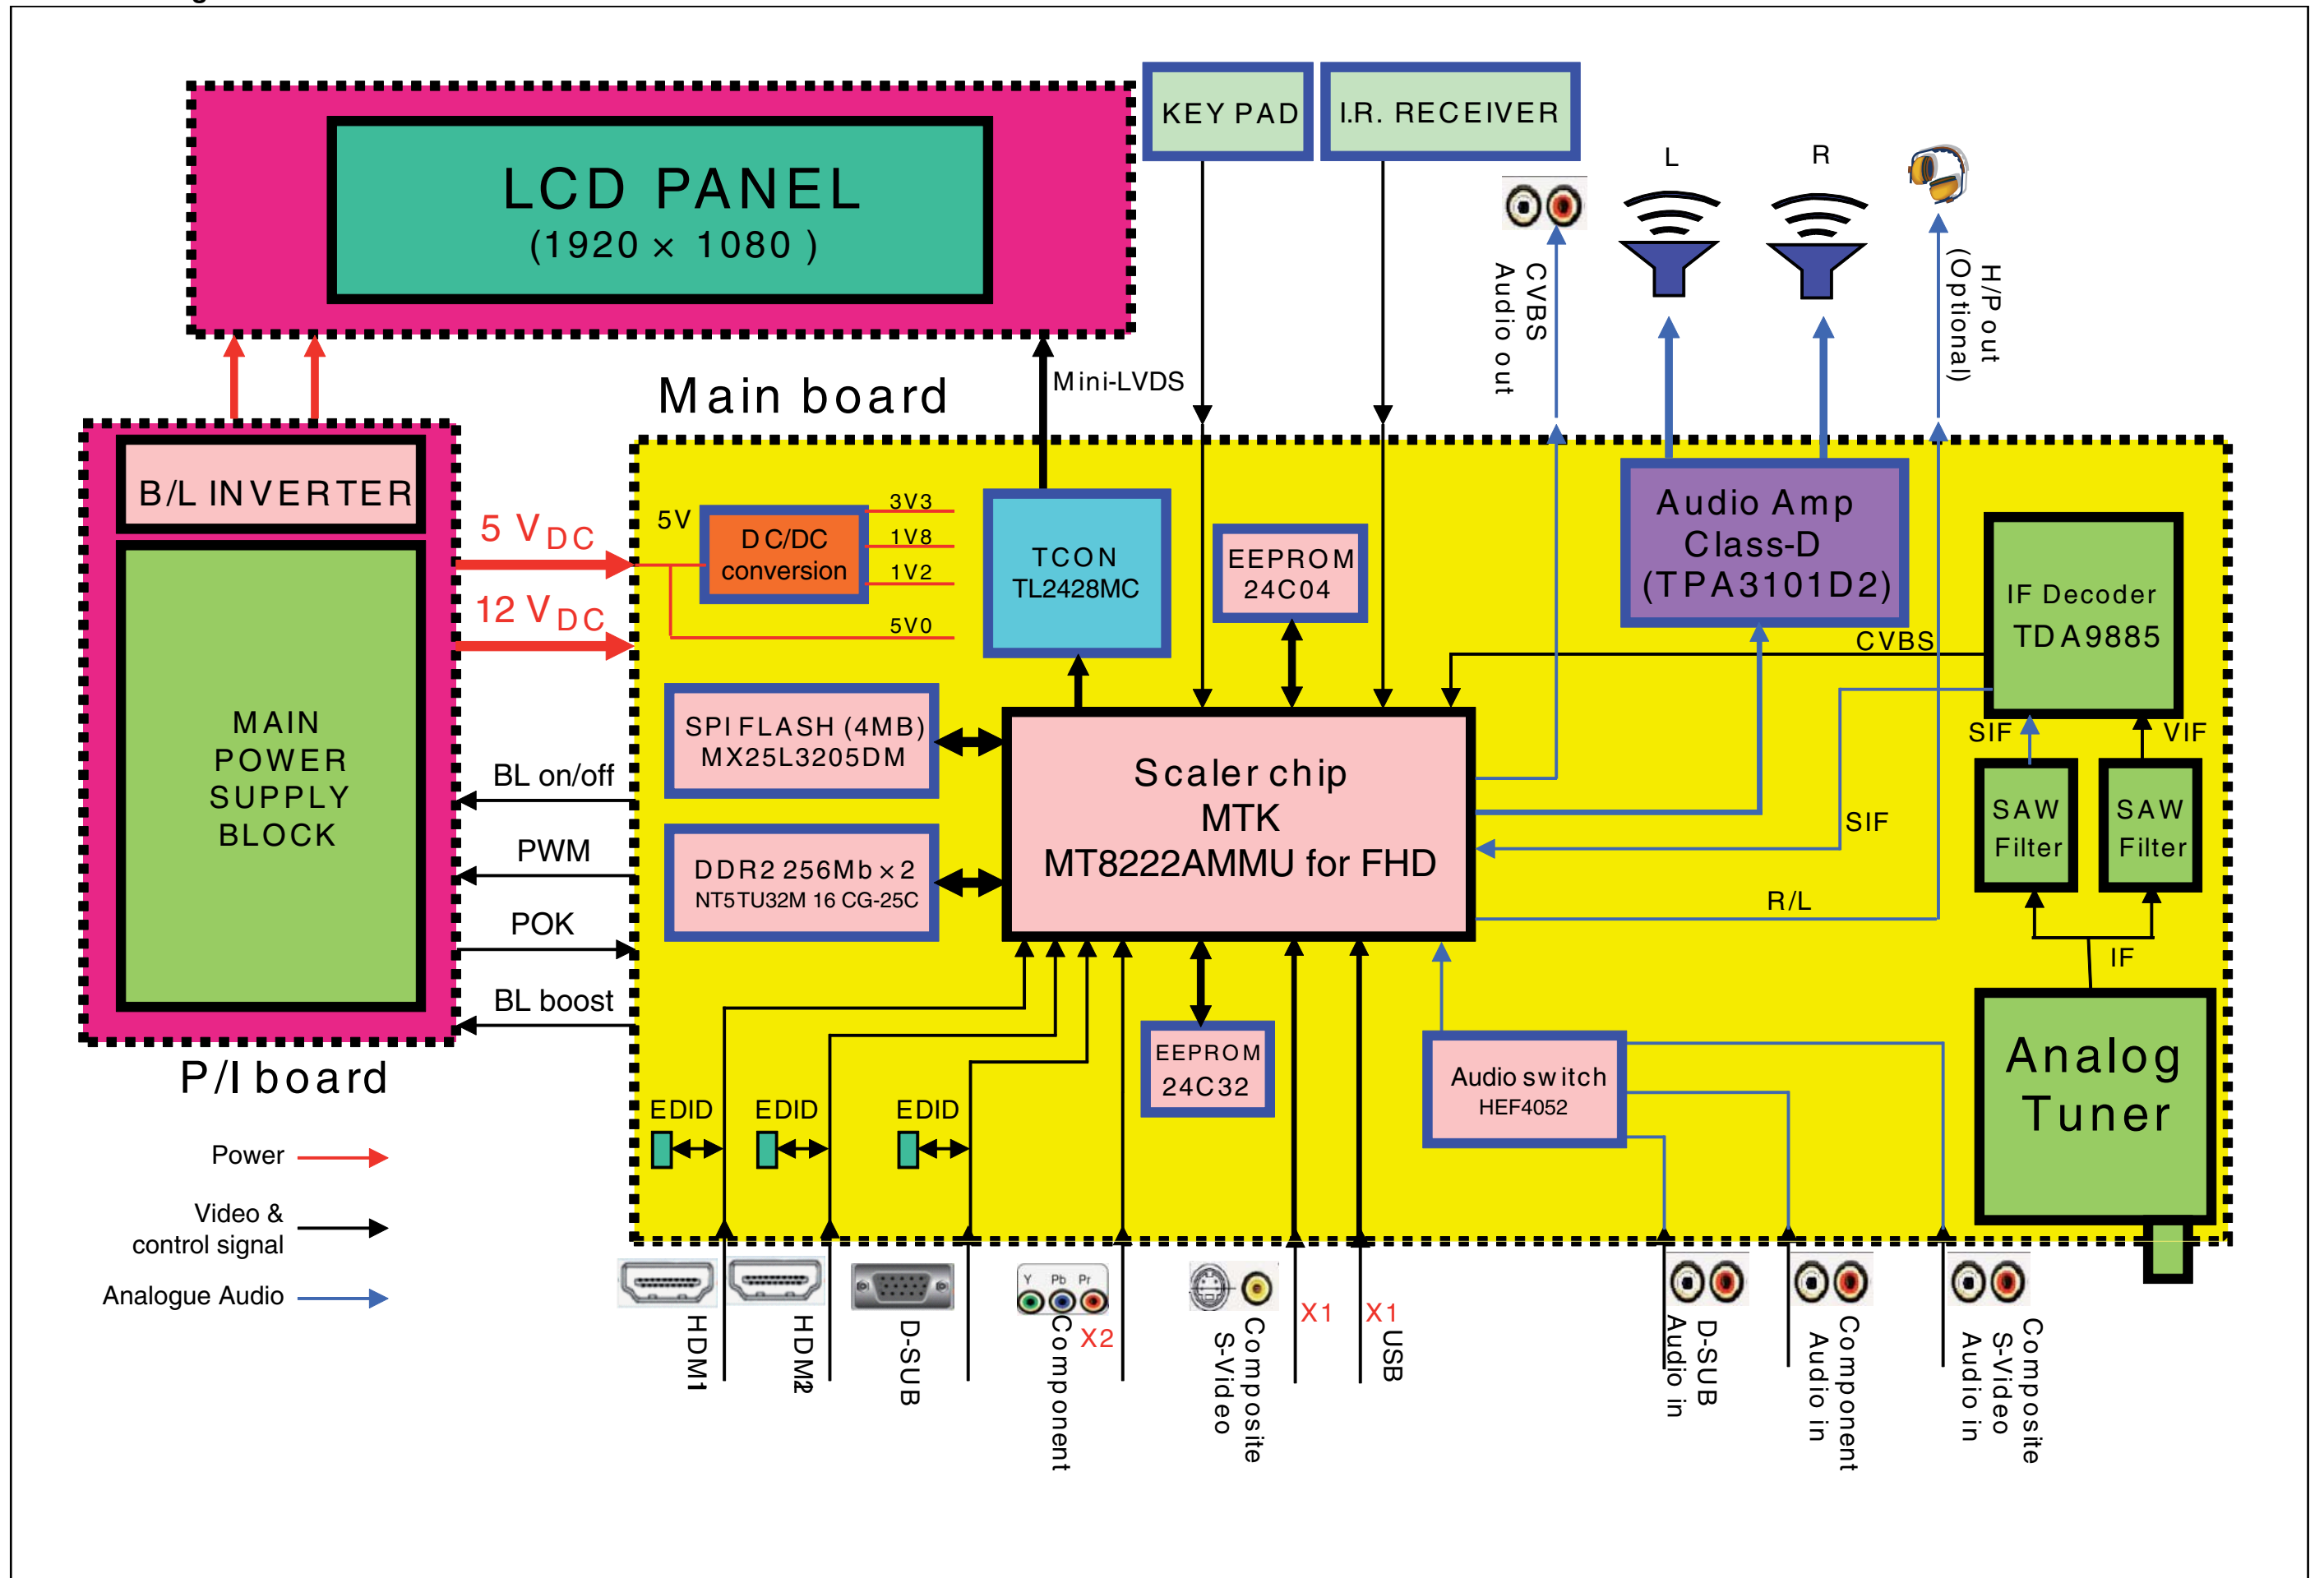 LCD PANEL
(1920 × 1080 )
KEY PAD
I.R. RECEIVER
L
R
CVBS
Audio out
H/P out
(Optional)
Mini-LVDS
Main board
B/L INVERTER
MAIN
POWER
SUPPLY
BLOCK
P/I board
5 VDC
12 VDC
BL on/off
PWM
POK
BL boost
5V
DC/DC
conversion
3V3
1V8
1V2
5V0
TCON
TL2428MC
EEPROM
24C04
Audio Amp
Class-D
(TPA3101D2)
IF Decoder
TDA9885
CVBS
SIF
VIF
SPI FLASH (4MB)
MX25L3205DM
DDR2 256Mb × 2
NT5TU32M 16 CG-25C
Scaler chip
MTK
MT8222AMMU for FHD
SAW
Filter
SAW
Filter
SIF
R/L
IF
EEPROM
24C32
Audio switch
HEF4052
Analog
Tuner
EDID
EDID
EDID
Power
Video &
control signal
Analogue Audio
HDMI1
HDMI2
D-SUB
Y Pb Pr
Component
X2
Composite
S-Video
X1
X1
USB
D-SUB
Audio in
Component
Audio in
Composite
S-Video
Audio in